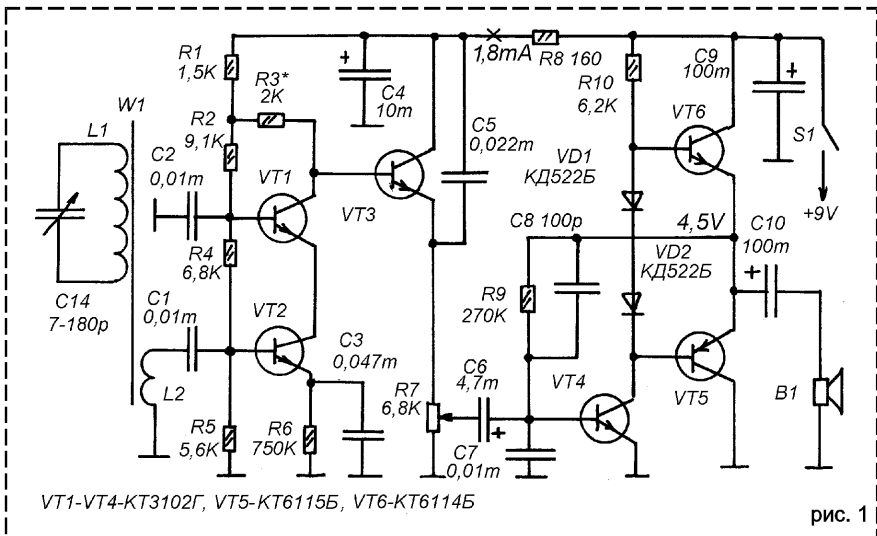 R1
1,5K
R3*
2K
C4
10m
1,8mA
R8 160
R10
6,2K
C9
100m
VT6
S1
+9V
W1
L1
R2
9,1K
C2
0,01m
VT1
C5
0,022m
VT3
VD1
КД522Б
C8 100p
4,5V
VD2
КД522Б
C10
100m
R4
6,8K
C14
7-180p
C1
0,01m
VT2
C3
0,047m
R9
270K
L2
R7
6,8K
C6
4,7m
VT4
VT5
B1
R5
5,6K
R6
750K
C7
0,01m
VT1-VT4-КТ3102Г, VT5-КТ6115Б, VT6-КТ6114Б
рис. 1